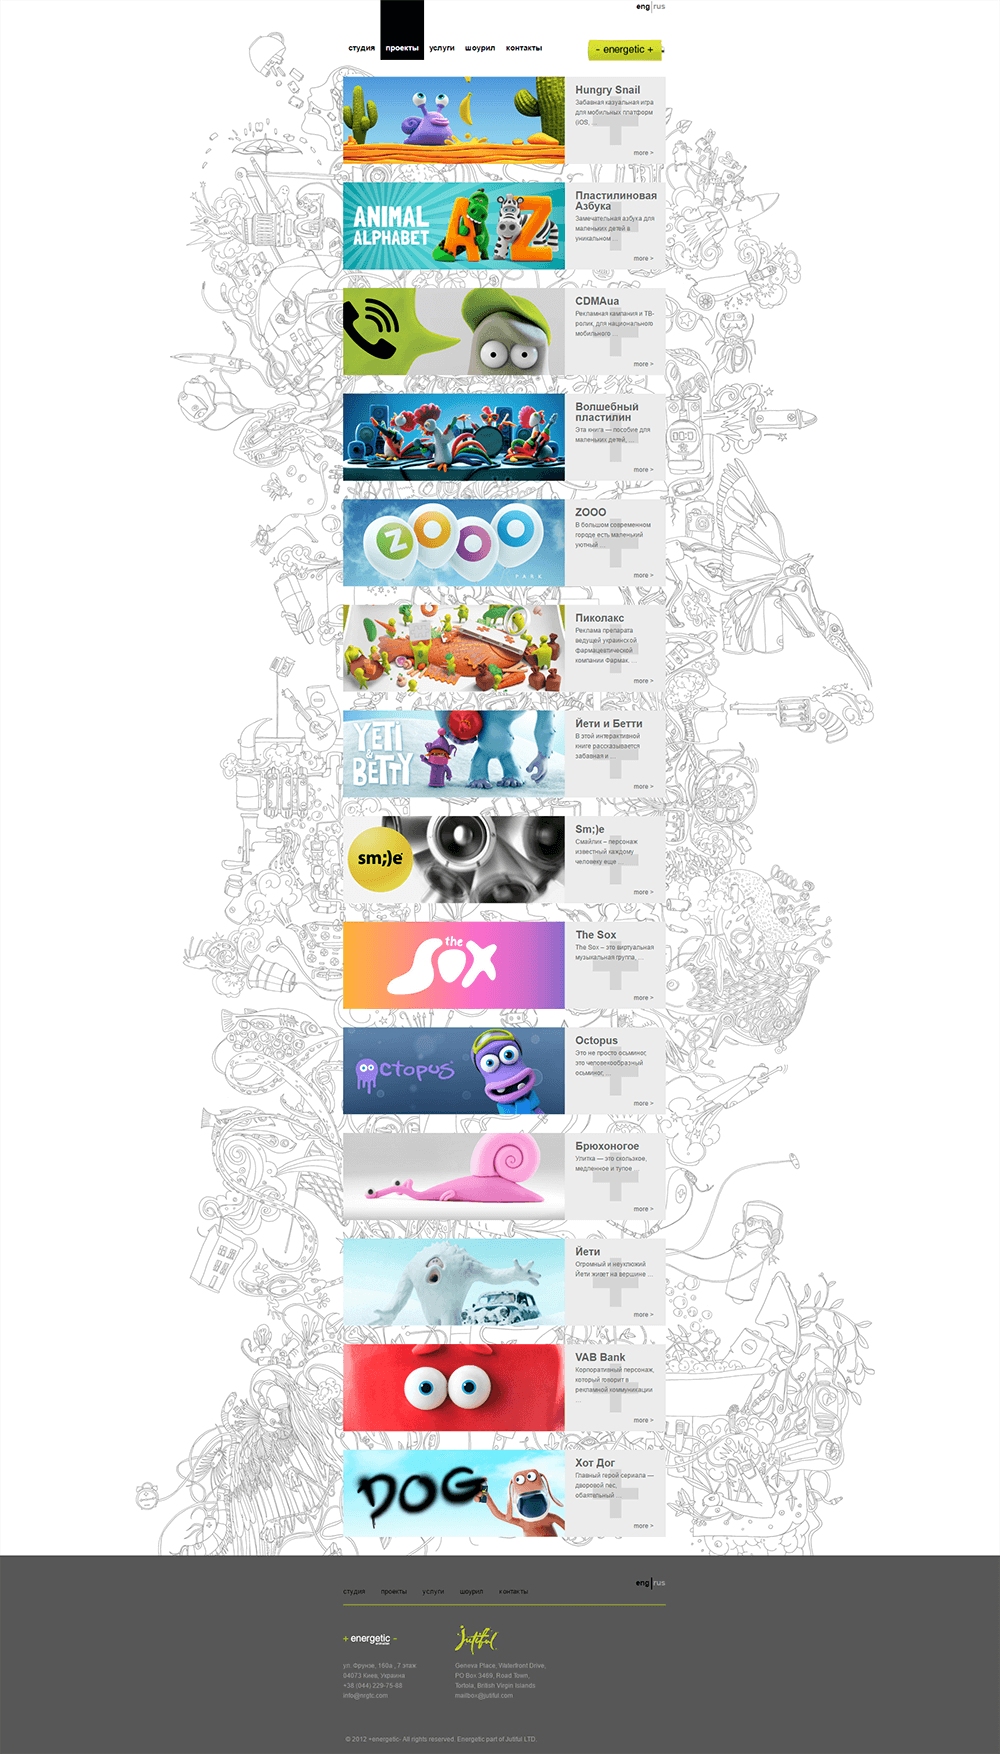 eng|rus
студия проекты услуги шоурил контакты
- energetic +
Hungry Snail
Забавная казуальная игра
для мобильных платформ
(iOS, ...
more >
ANIMAL
ALPHABET
A Z
Пластилиновая
Азбука
Замечательная азбука для
маленьких детей в
уникальном ...
more >
CDMAua
Рекламная кампания и ТВ-
ролик, для национального
мобильного ...
more >
Волшебный
пластилин
Эта книга — пособие для
маленьких детей, ...
more >
ZOOO
PARK
ZOOO
В большом современном
городе есть маленький
уютный ...
more >
Пиколакс
Реклама препарата
ведущей украинской
фармацевтической
компании Фармак. ...
more >
YETI
&
BETTY
Йети и Бетти
В этой интерактивной
книге рассказывается
забавная и ...
more >
sm;)e
Sm;)e
Смайлик – персонаж
известный каждому
человеку еще ...
more >
the
Sox
The Sox
The Sox – это виртуальная
музыкальная группа, ...
more >
Octopus
Octopus
Это не просто осьминог,
это человекообразный
осьминог, ...
more >
Брюхоногое
Улитка — это скользкое,
медленное и тупое ...
more >
Йети
Огромный и неуклюжий
Йети живет на вершине ...
more >
VAB Bank
Корпоративный персонаж,
который говорит в
рекламной коммуникации
...
more >
DOG
Хот Дог
Главный герой сериала —
дворовой пес,
обаятельный ...
more >
eng|rus
студия проекты услуги шоурил контакты
+ energetic -
Jutiful
ул. Фрунзе, 160а , 7 этаж
04073 Киев, Украина
+38 (044) 229-75-88
info@nrgtc.com
Geneva Place, Waterfront Drive,
PO Box 3469, Road Town,
Tortola, British Virgin Islands
mailbox@jutiful.com
© 2012 +energetic- All rights reserved. Energetic part of Jutiful LTD.